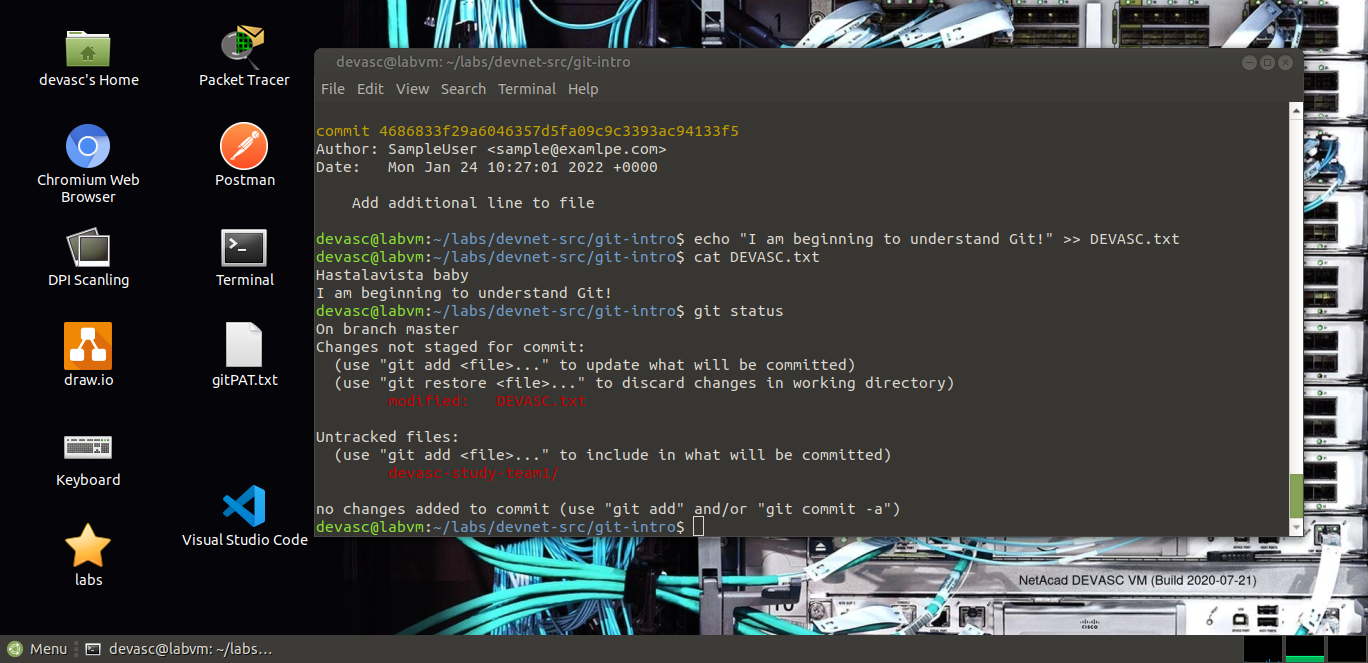 devasc's Home
Packet Tracer
Chromium Web
Browser
Postman
DPI Scanling
Terminal
draw.io
gitPAT.txt
Keyboard
Visual Studio Code
labs
devasc@labvm: ~/labs/devnet-src/git-intro
File Edit View Search Terminal Help
commit 4686833f29a6046357d5fa09c9c3393ac94133f5
Author: SampleUser <sample@examlpe.com>
Date:   Mon Jan 24 10:27:01 2022 +0000
Add additional line to file
devasc@labvm:~/labs/devnet-src/git-intro$ echo "I am beginning to understand Git!" >> DEVASC.txt
devasc@labvm:~/labs/devnet-src/git-intro$ cat DEVASC.txt
Hastalavista baby
I am beginning to understand Git!
devasc@labvm:~/labs/devnet-src/git-intro$ git status
On branch master
Changes not staged for commit:
(use "git add <file>..." to update what will be committed)
(use "git restore <file>..." to discard changes in working directory)
modified:   DEVASC.txt
Untracked files:
(use "git add <file>..." to include in what will be committed)
devasc-study-team1/
no changes added to commit (use "git add" and/or "git commit -a")
devasc@labvm:~/labs/devnet-src/git-intro$
NetAcad DEVASC VM (Build 2020-07-21)
CISCO
Menu
devasc@labvm: ~/labs...